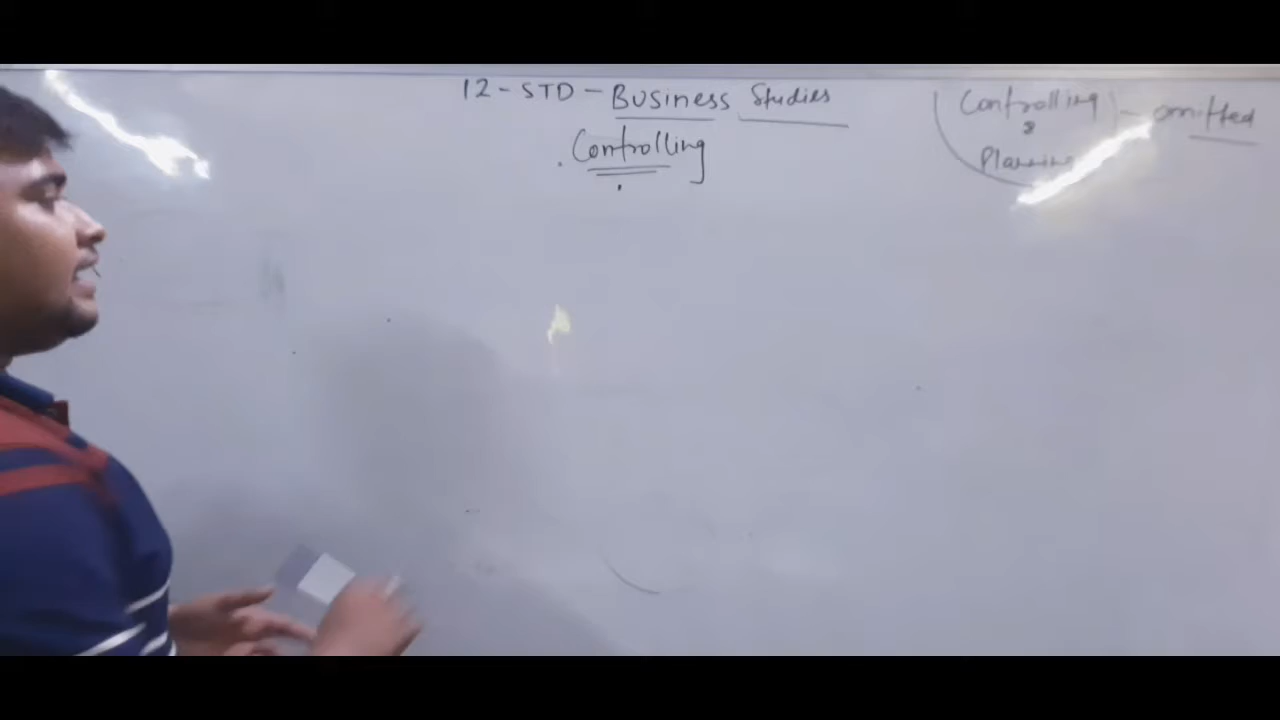 12 - STD - Business Studies
Controlling
Controlling - omitted
&
Planning